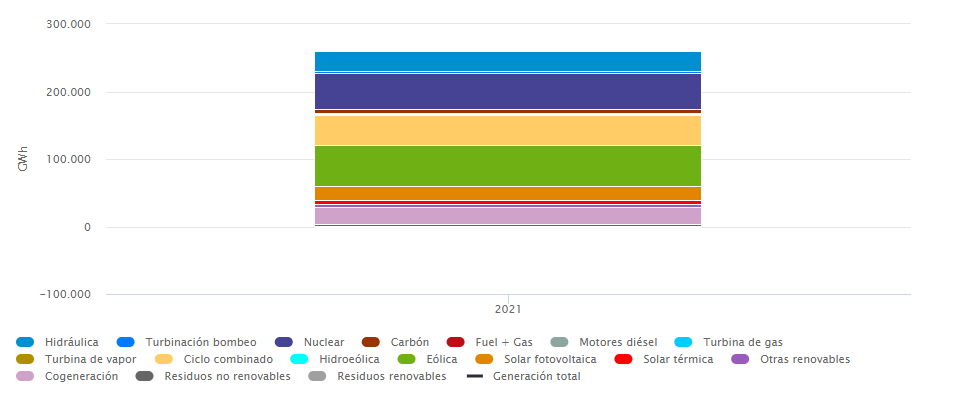 300.000
200.000
100.000
0
-100.000
GWh
2021
Hidráulica Turbinación bombeo Nuclear Carbón Fuel + Gas Motores diésel Turbina de gas
Turbina de vapor Ciclo combinado Hidroeólica Eólica Solar fotovoltaica Solar térmica Otras renovables
Cogeneración Residuos no renovables Residuos renovables Generación total